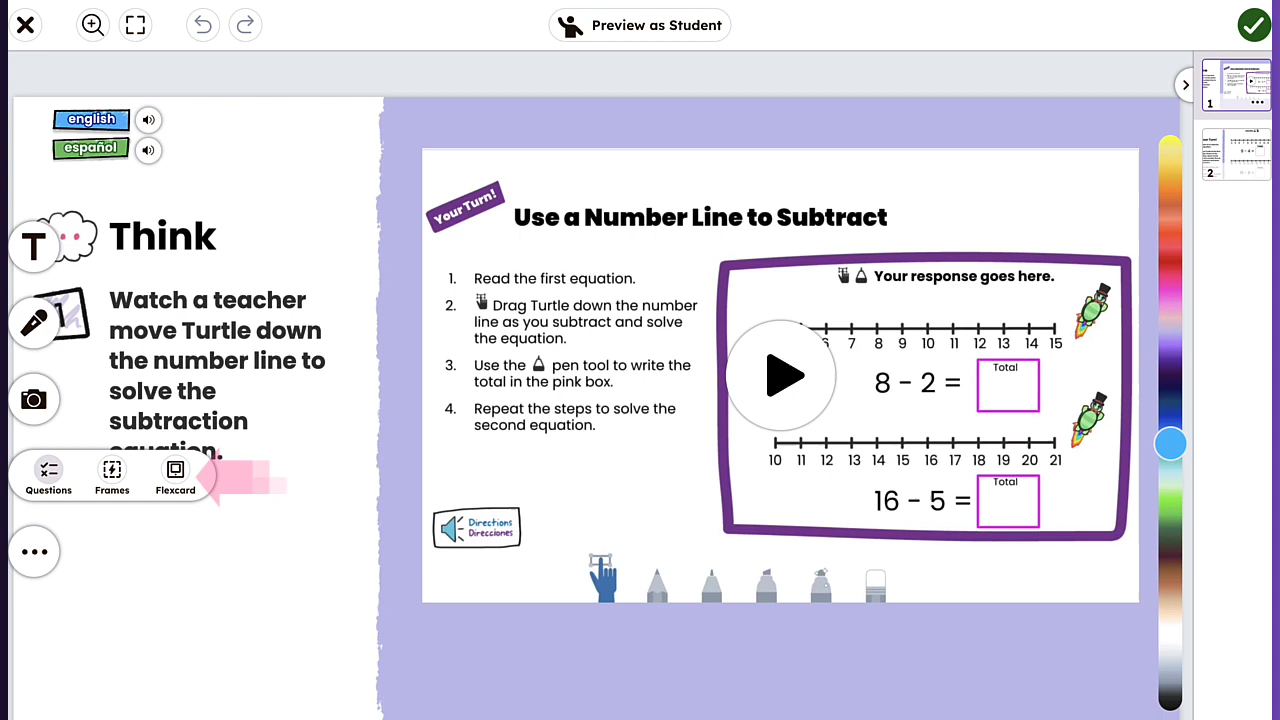 Preview as Student
english
español
Think
Watch a teacher
move Turtle down
the number line to
solve the
subtraction
equation.
T
Questions
Frames
Flexcard
Your Turn!
Use a Number Line to Subtract
1. Read the first equation.
2. Drag Turtle down the number
line as you subtract and solve
the equation.
3. Use the pen tool to write the
total in the pink box.
4. Repeat the steps to solve the
second equation.
Directions
Direcciones
Your response goes here.
6 7 8 9 10 11 12 13 14 15
Total
8 - 2 =
10 11 12 13 14 15 16 17 18 19 20 21
Total
16 - 5 =
1
2